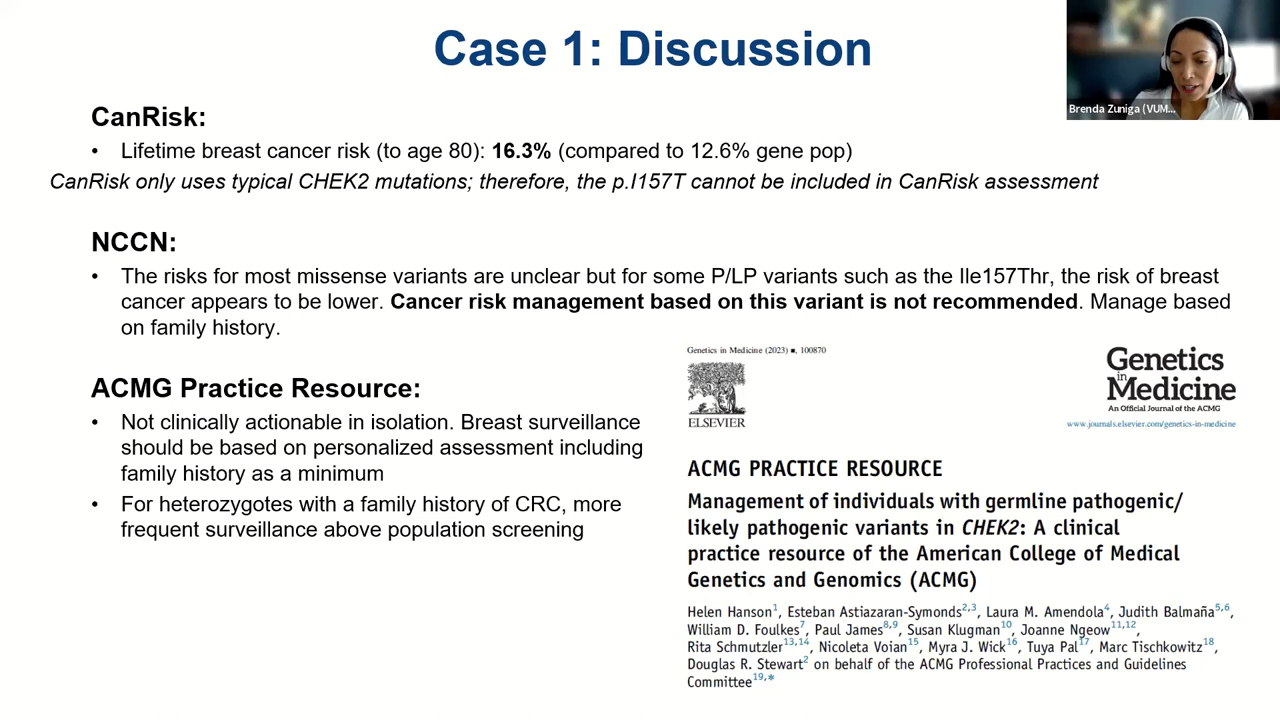 Case 1: Discussion
Brenda Zuniga (VUM...
CanRisk:
• Lifetime breast cancer risk (to age 80): 16.3% (compared to 12.6% gene pop)
CanRisk only uses typical CHEK2 mutations; therefore, the p.I157T cannot be included in CanRisk assessment
NCCN:
• The risks for most missense variants are unclear but for some P/LP variants such as the Ile157Thr, the risk of breast
cancer appears to be lower. Cancer risk management based on this variant is not recommended. Manage based
on family history.
ACMG Practice Resource:
• Not clinically actionable in isolation. Breast surveillance
should be based on personalized assessment including
family history as a minimum
• For heterozygotes with a family history of CRC, more
frequent surveillance above population screening
Genetics in Medicine (2023) ■, 100870
ELSEVIER
Genetics
in
Medicine
An Official Journal of the ACMG
www.journals.elsevier.com/genetics-in-medicine
ACMG PRACTICE RESOURCE
Management of individuals with germline pathogenic/
likely pathogenic variants in CHEK2: A clinical
practice resource of the American College of Medical
Genetics and Genomics (ACMG)
Helen Hanson1, Esteban Astiazaran-Symonds2,3, Laura M. Amendola4, Judith Balmaña5,6,
William D. Foulkes7, Paul James8,9, Susan Klugman10, Joanne Ngeow11,12,
Rita Schmutzler13,14, Nicoleta Voian15, Myra J. Wick16, Tuya Pal17, Marc Tischkowitz18,
Douglas R. Stewart2 on behalf of the ACMG Professional Practices and Guidelines
Committee19,*